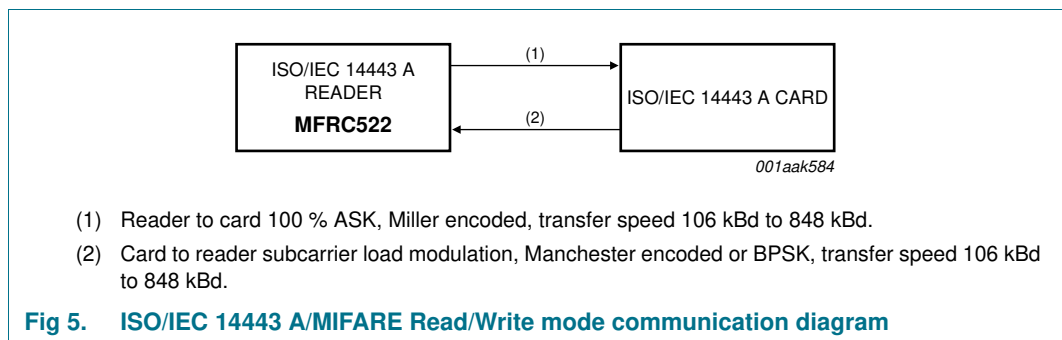 ISO/IEC 14443 A
READER
MFRC522
(1)
(2)
ISO/IEC 14443 A CARD
001aak584
(1) Reader to card 100 % ASK, Miller encoded, transfer speed 106 kBd to 848 kBd.
(2) Card to reader subcarrier load modulation, Manchester encoded or BPSK, transfer speed 106 kBd
to 848 kBd.
Fig 5. ISO/IEC 14443 A/MIFARE Read/Write mode communication diagram